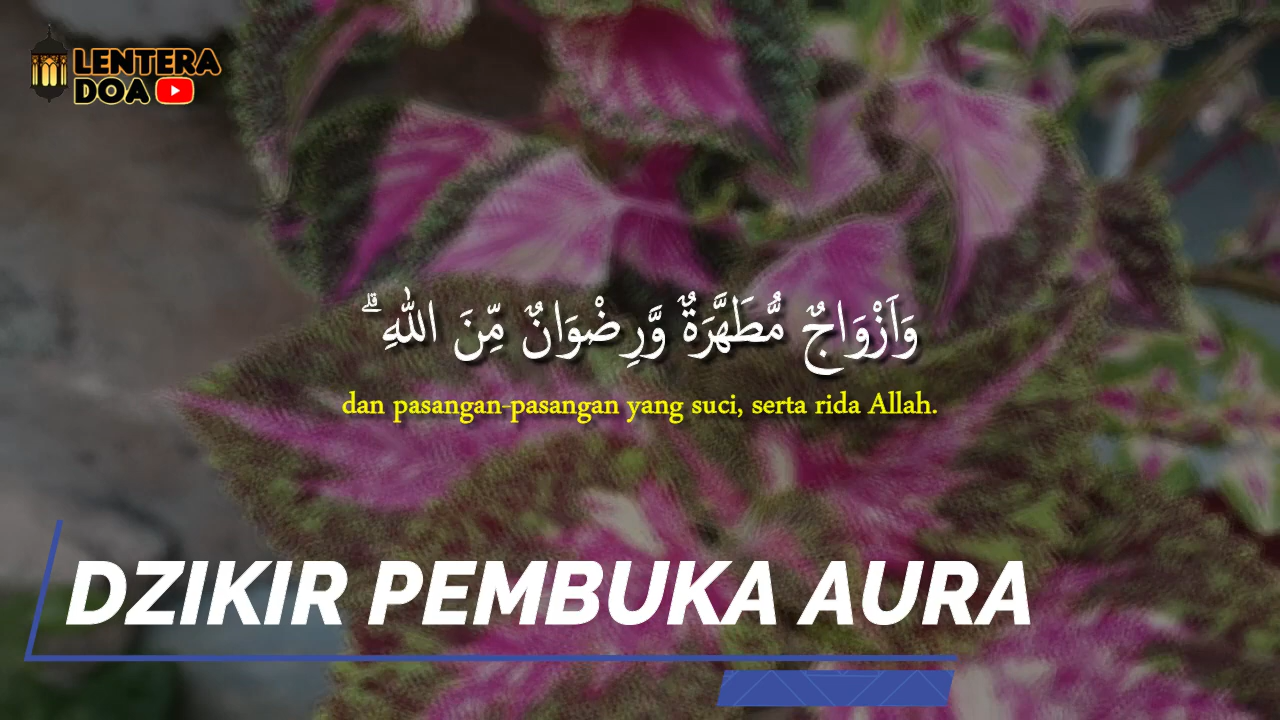 LENTERA
DOA
وَاَزْوَاجٌ مُّطَهَّرَةٌ وَّرِضْوَانٌ مِّنَ اللّٰهِ ۗ
dan pasangan-pasangan yang suci, serta rida Allah.
DZIKIR PEMBUKA AURA